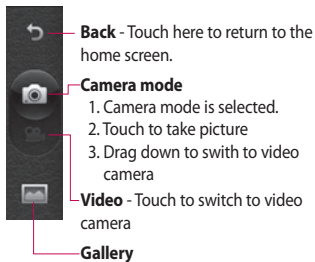 Back - Touch here to return to the
home screen.
Camera mode
1. Camera mode is selected.
2. Touch to take picture
3. Drag down to swith to video
camera
Video - Touch to switch to video
camera
Gallery